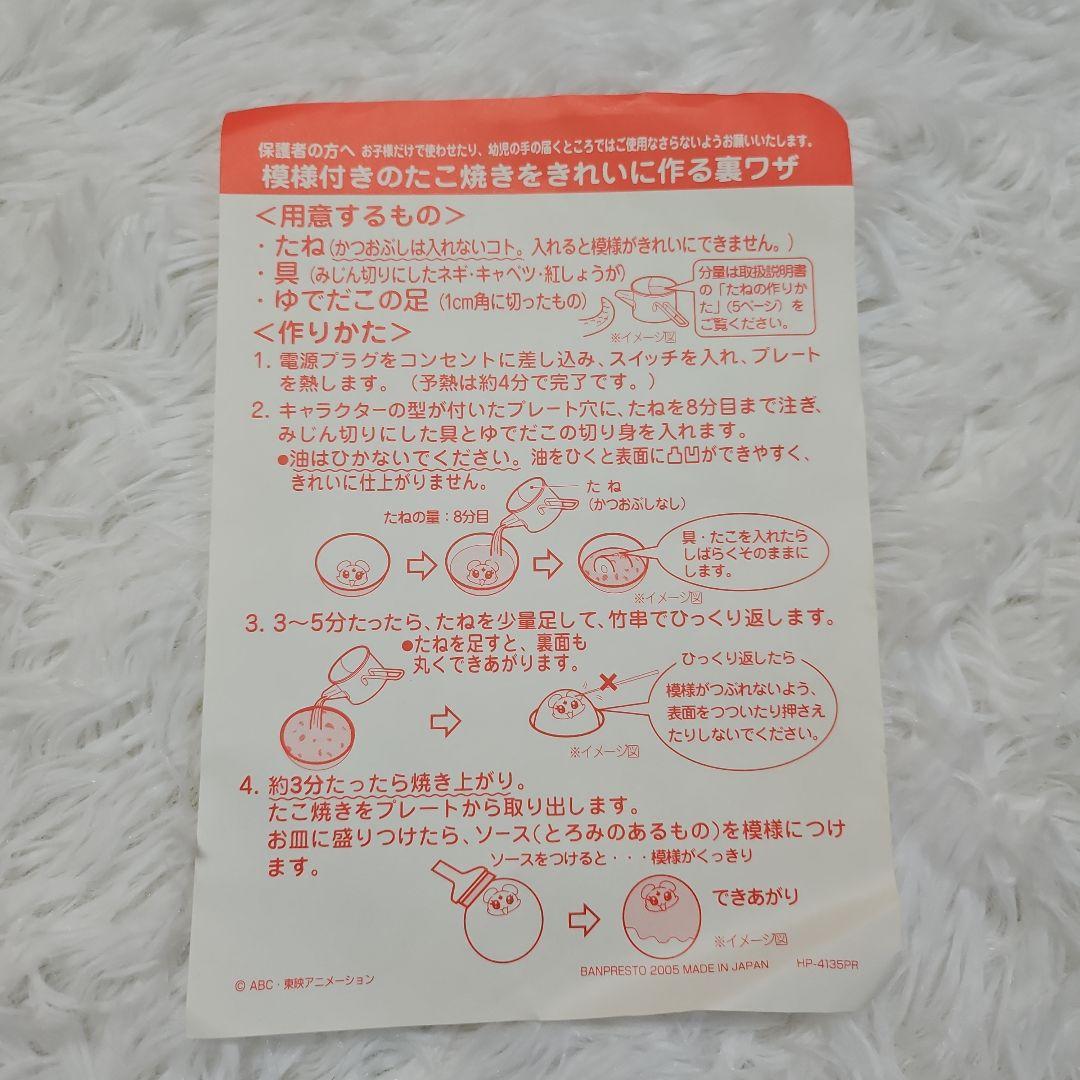 保護者の方へ お子様だけで使わせたり、幼児の手の届くところではご使用なさらないようお願いいたします。
模様付きのたこ焼きをきれいに作る裏ワザ
＜用意するもの＞
・たね(かつおぶしは入れないコト。入れると模様がきれいにできません。)
・具(みじん切りにしたネギ・キャベツ・紅しょうが)
・ゆでだこの足(1cm角に切ったもの)
分量は取扱説明書
の「たねの作りか
た」(5ページ)を
ご覧ください。
※イメージ図
＜作りかた＞
1. 電源プラグをコンセントに差し込み、スイッチを入れ、プレート
を熱します。(予熱は約4分で完了です。)
2. キャラクターの型が付いたプレート穴に、たねを8分目まで注ぎ、
みじん切りにした具とゆでだこの切り身を入れます。
●油はひかないでください。油をひくと表面に凸凹ができやすく、
きれいに仕上がりません。
たね
(かつおぶしなし)
たねの量：8分目
具・たこを入れたら
しばらくそのままに
します。
※イメージ図
3. 3〜5分たったら、たねを少量足して、竹串でひっくり返します。
●たねを足すと、裏面も
丸くできあがります。
ひっくり返したら
模様がつぶれないよう、
表面をつついたり押さえ
たりしないでください。
※イメージ図
4. 約3分たったら焼き上がり。
たこ焼きをプレートから取り出します。
お皿に盛りつけたら、ソース(とろみのあるもの)を模様につけ
ます。
ソースをつけると・・・模様がくっきり
できあがり
※イメージ図
© ABC・東映アニメーション
BANPRESTO 2005 MADE IN JAPAN HP-4135PR